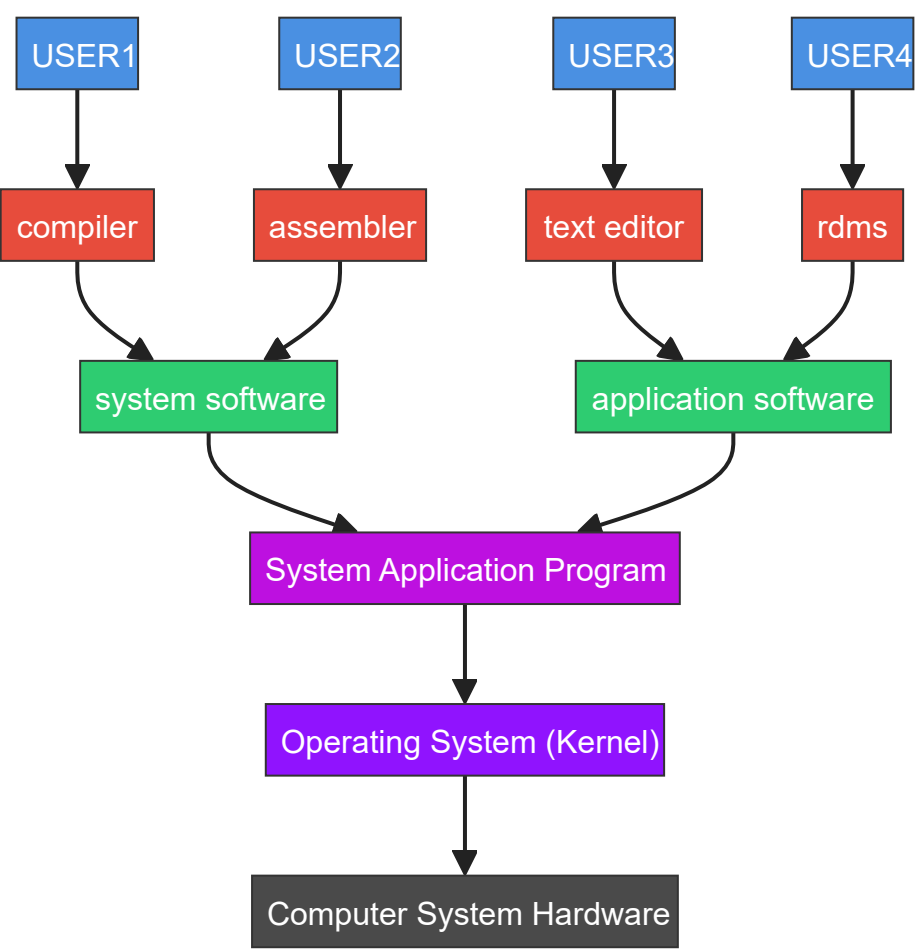 USER1
USER2
USER3
USER4
compiler
assembler
text editor
rdms
system software
application software
System Application Program
Operating System (Kernel)
Computer System Hardware